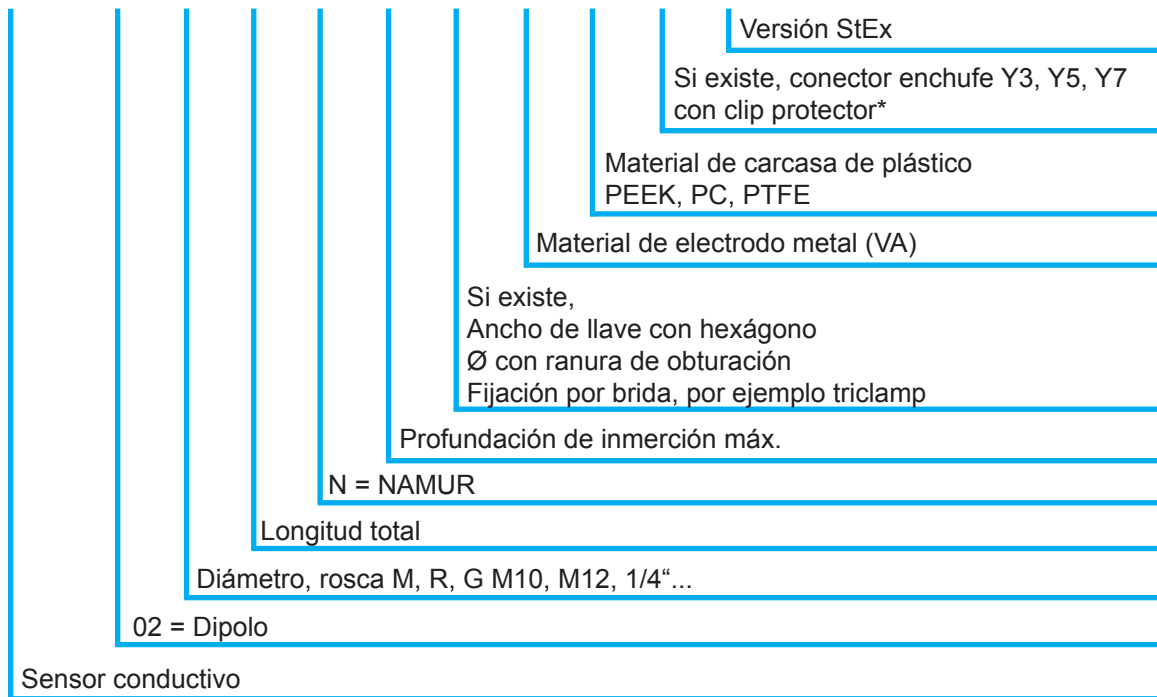 Versión StEx
Si existe, conector enchufe Y3, Y5, Y7
con clip protector*
Material de carcasa de plástico
PEEK, PC, PTFE
Material de electrodo metal (VA)
Si existe,
Ancho de llave con hexágono
Ø con ranura de obturación
Fijación por brida, por ejemplo triclamp
Profundación de inmerción máx.
N = NAMUR
Longitud total
Diámetro, rosca M, R, G M10, M12, 1/4“...
02 = Dipolo
Sensor conductivo